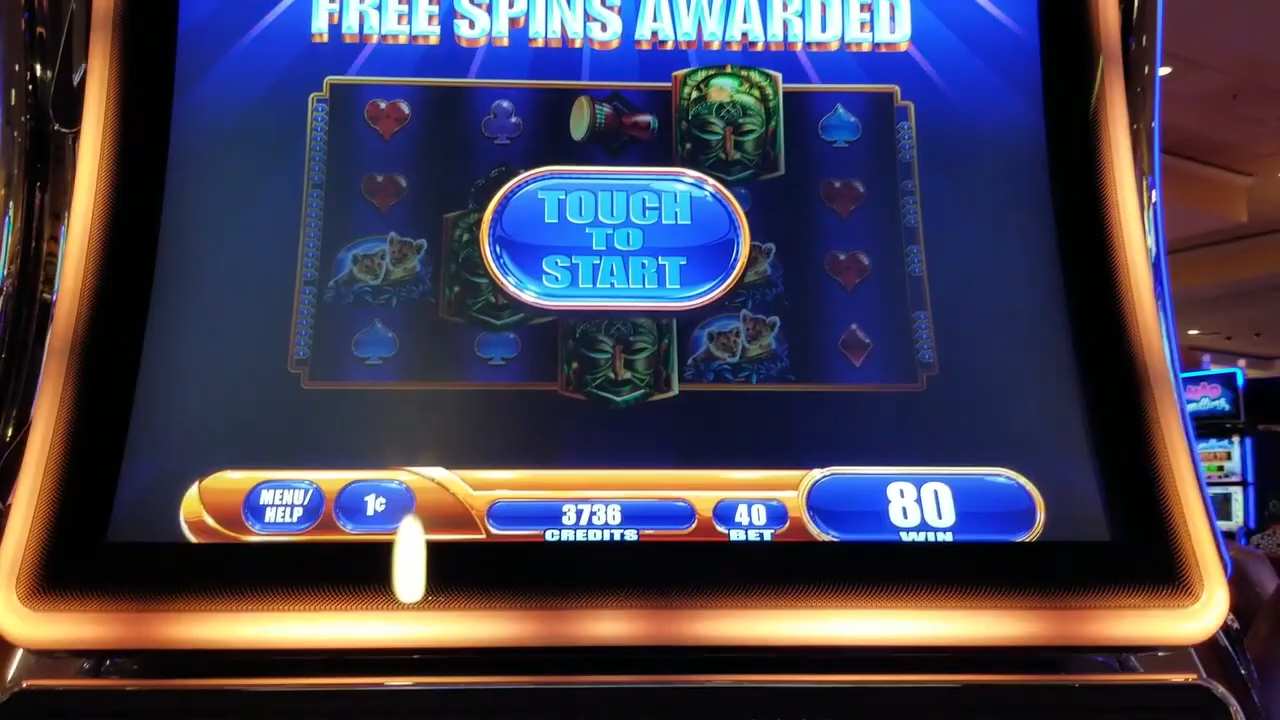 FREE SPINS AWARDED
TOUCH
TO
START
MENU/
HELP
1¢
3736
CREDITS
40
BET
80
WIN